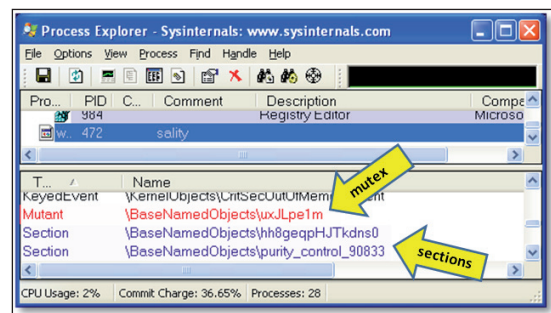 Process Explorer - Sysinternals: www.sysinternals.com
File Options View Process Find Handle Help
Pro... PID C... Comment Description Compa
984 Registry Editor Microso
w.. 472 sality
T... Name
KeyedEvent \KernelObjects\CritSecOutOfMem ent
mutex
Mutant \BaseNamedObjects\uxJLpe1m
Section \BaseNamedObjects\hh8geqpHJTkdns0
Section \BaseNamedObjects\purity_control_90833
sections
CPU Usage: 2% Commit Charge: 36.65% Processes: 28